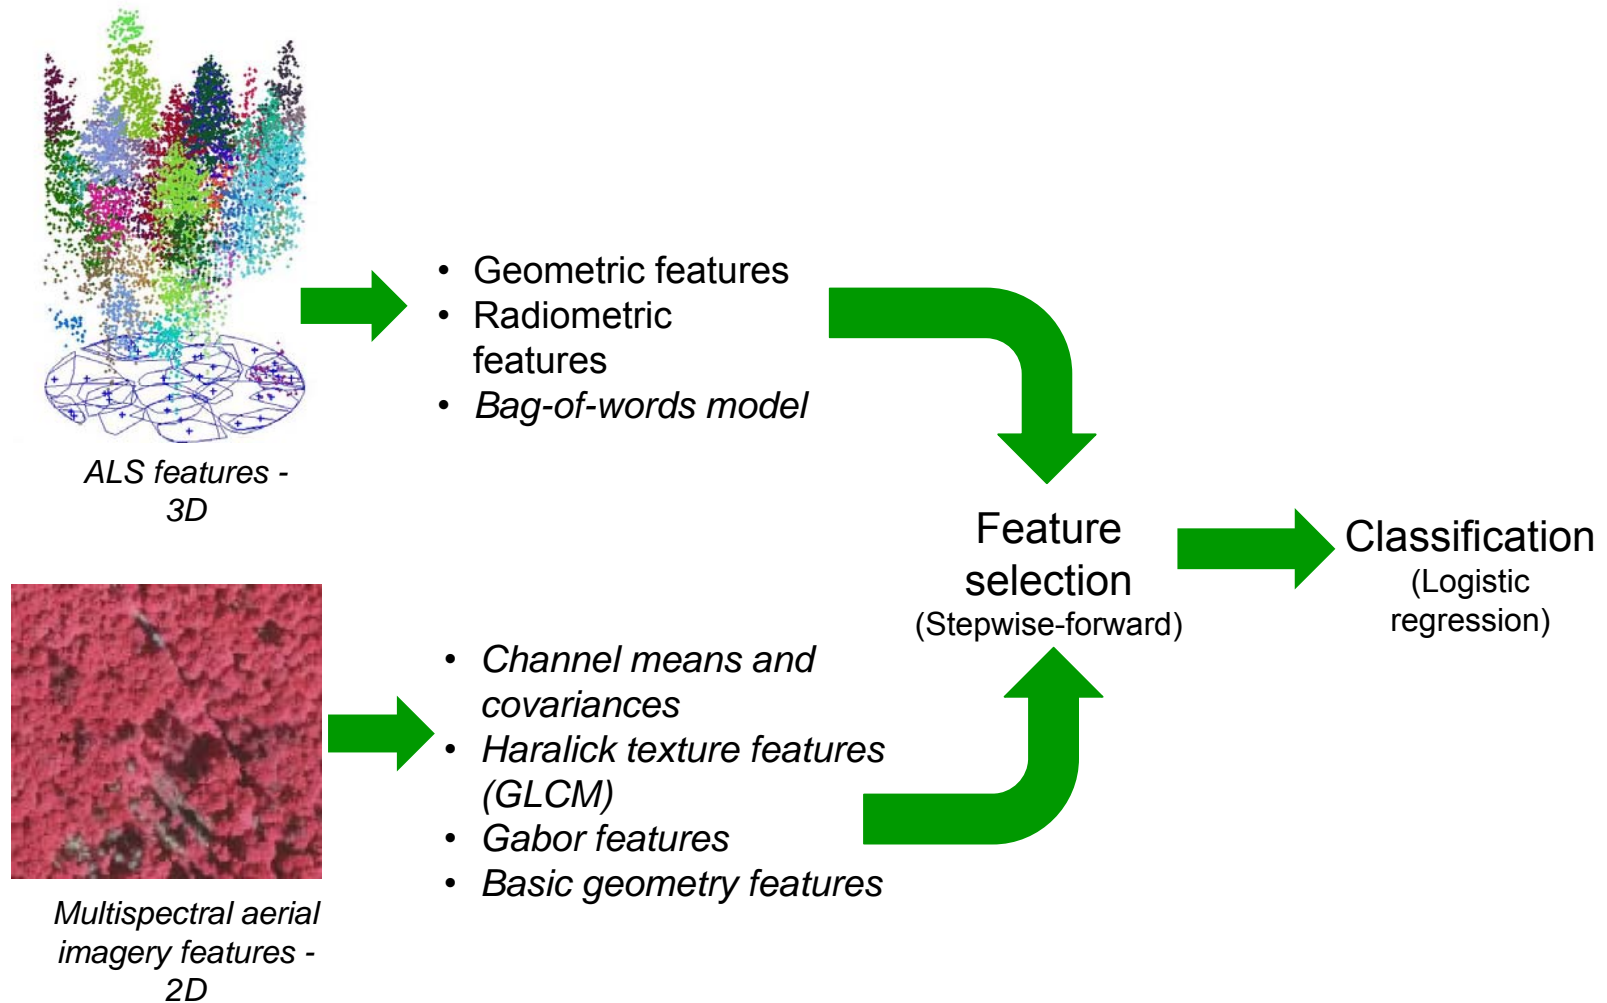 • Geometric features
• Radiometric
features
• Bag-of-words model
ALS features -
3D
Feature
selection
(Stepwise-forward)
Classification
(Logistic
regression)
• Channel means and
covariances
• Haralick texture features
(GLCM)
• Gabor features
• Basic geometry features
Multispectral aerial
imagery features -
2D